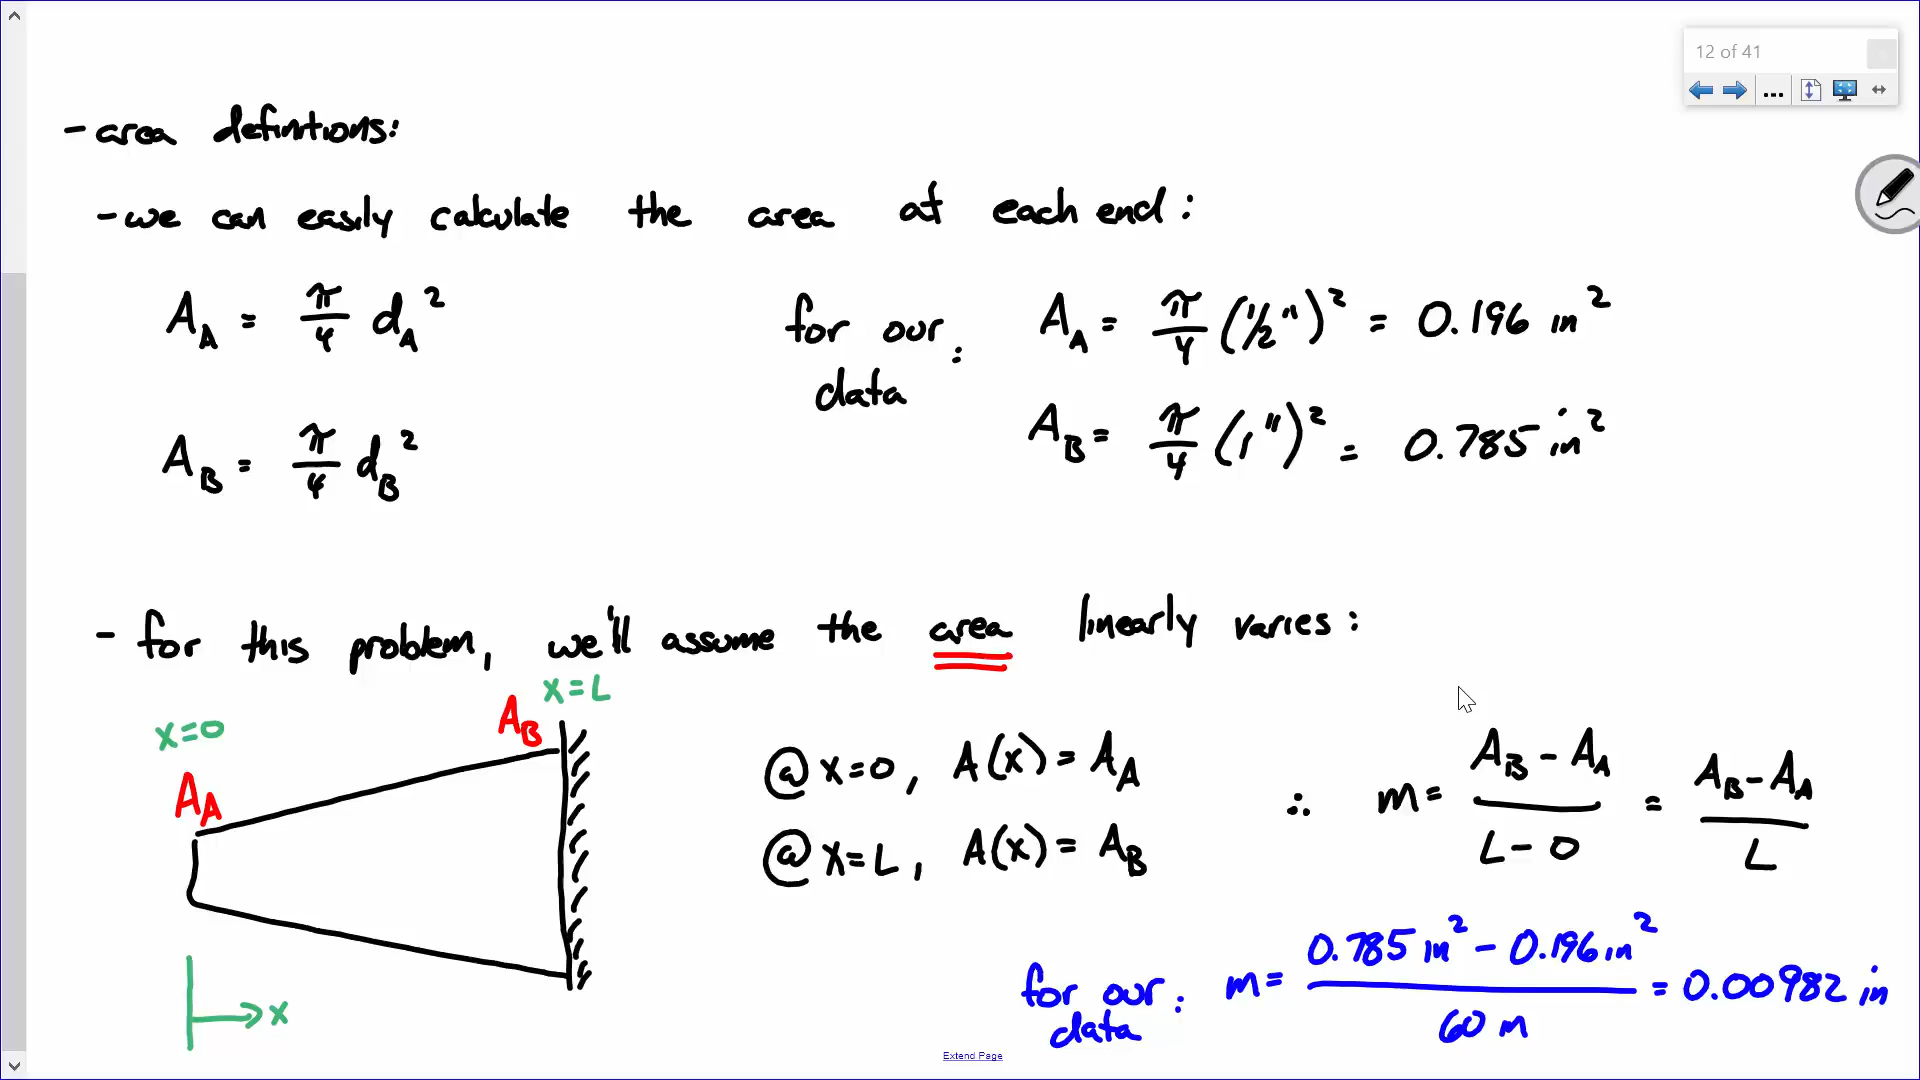 12 of 41
- area definitions:
- we can easily calculate the area at each end:
A_A = π/4 d_A²
for our data: A_A = π/4 (1/2")² = 0.196 in²
A_B = π/4 d_B²
A_B = π/4 (1")² = 0.785 in²
- for this problem, we'll assume the area linearly varies:
x=0
x=L
A_A
A_B
x
@ x=0, A(x) = A_A
@ x=L, A(x) = A_B
∴ m = (A_B - A_A)/(L - 0) = (A_B - A_A)/L
for our data: m = (0.785 in² - 0.196 in²)/(60 in) = 0.00982 in
Extend Page